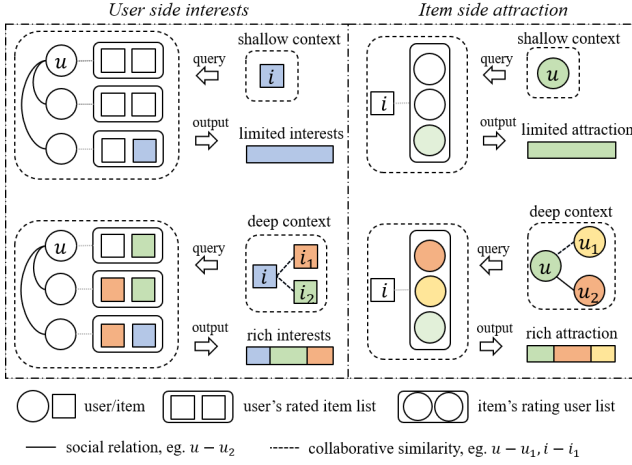 User side interests
Item side attraction
shallow context
u
query
i
output
limited interests
shallow context
query
u
i
output
limited attraction
deep context
u
query
i
i₁
i₂
output
rich interests
deep context
query
u
u₁
u₂
i
output
rich attraction
user/item
user's rated item list
item's rating user list
social relation, eg. u − u₂
collaborative similarity, eg. u − u₁, i − i₁